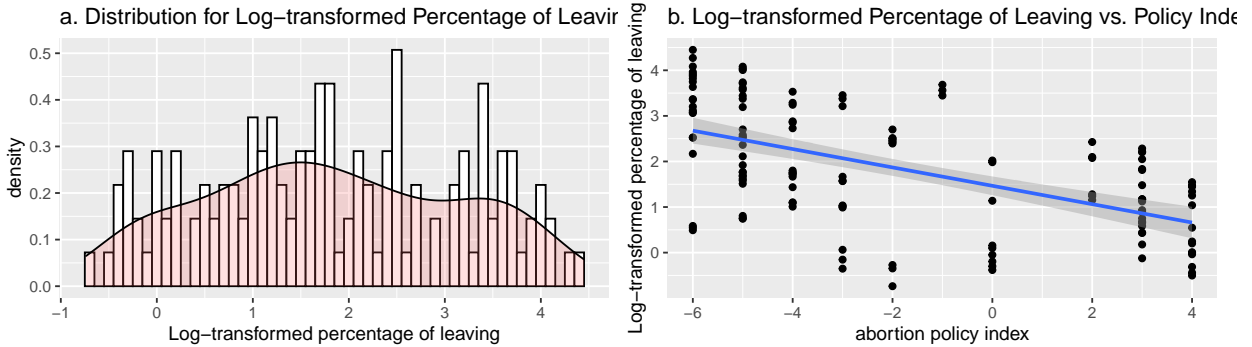 a. Distribution for Log−transformed Percentage of Leavin
0.5
0.4
0.3
0.2
0.1
0.0
density
−1 0 1 2 3 4
Log−transformed percentage of leaving
b. Log−transformed Percentage of Leaving vs. Policy Inde
4
3
2
1
0
Log−transformed percentage of leaving
−6 −4 −2 0 2 4
abortion policy index